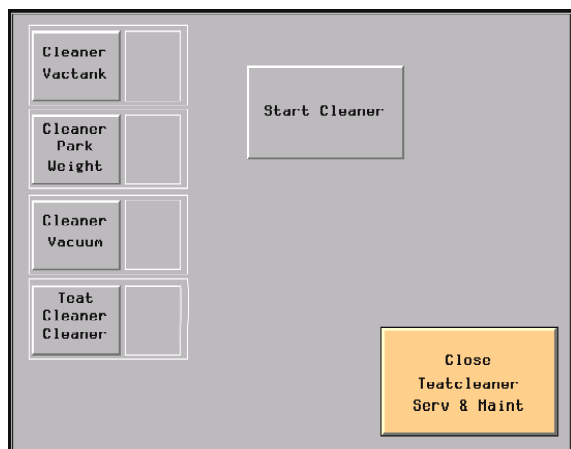 Cleaner
Vactank
Start Cleaner
Cleaner
Park
Weight
Cleaner
Vacuum
Teat
Cleaner
Cleaner
Close
Teatcleaner
Serv & Maint